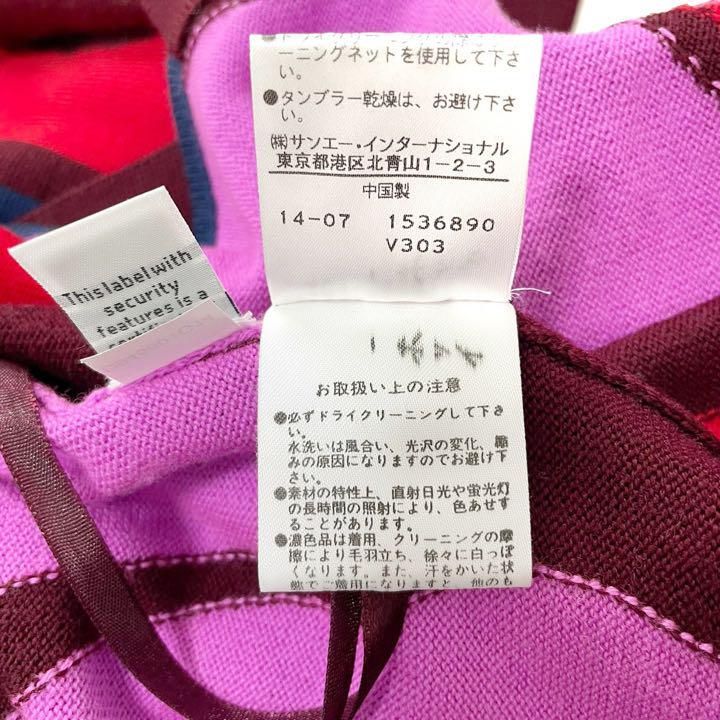 ーニングネットを使用して下さ
い。
●タンブラー乾燥は、お避け下さ
い。
㈱サンエー・インターナショナル
東京都港区北青山1-2-3
中国製
14-07 1536890
V303
This label with
security
features is a
お取扱い上の注意
●必ずドライクリーニングして下さ
い。
水洗いは風合い、光沢の変化、縮
みの原因になりますのでお避け下
さい。
●素材の特性上、直射日光や蛍光灯
の長時間の照射により、色あせす
ることがあります。
●濃色品は着用、クリーニングの摩
擦により毛羽立ち、徐々に白っぽ
くなります。また、汗をかいた状
態でご着用になりますと、他のも